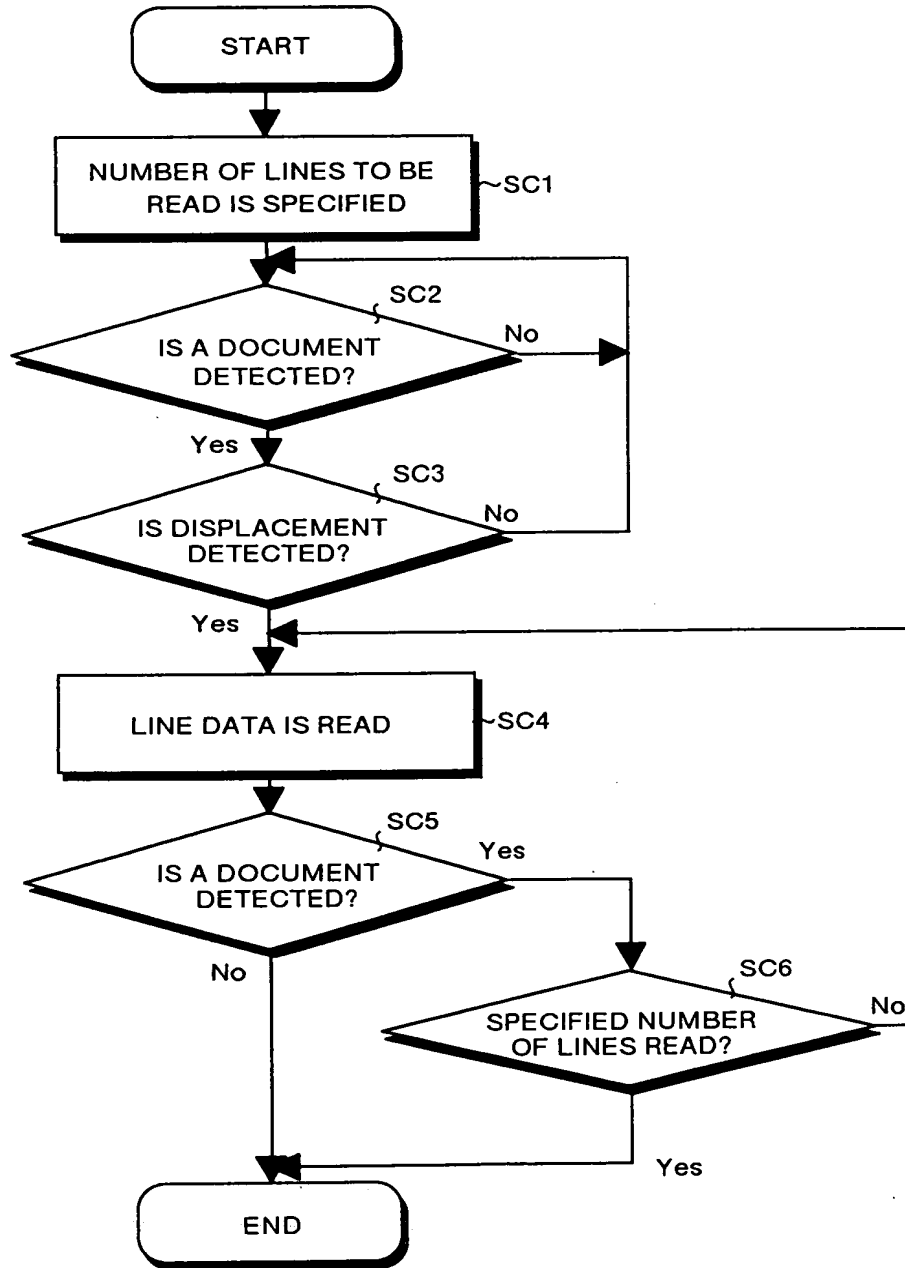 START
NUMBER OF LINES TO BE
READ IS SPECIFIED
SC1
SC2
IS A DOCUMENT
DETECTED?
No
Yes
SC3
IS DISPLACEMENT
DETECTED?
No
Yes
LINE DATA IS READ
SC4
SC5
IS A DOCUMENT
DETECTED?
Yes
No
SC6
SPECIFIED NUMBER
OF LINES READ?
No
Yes
END